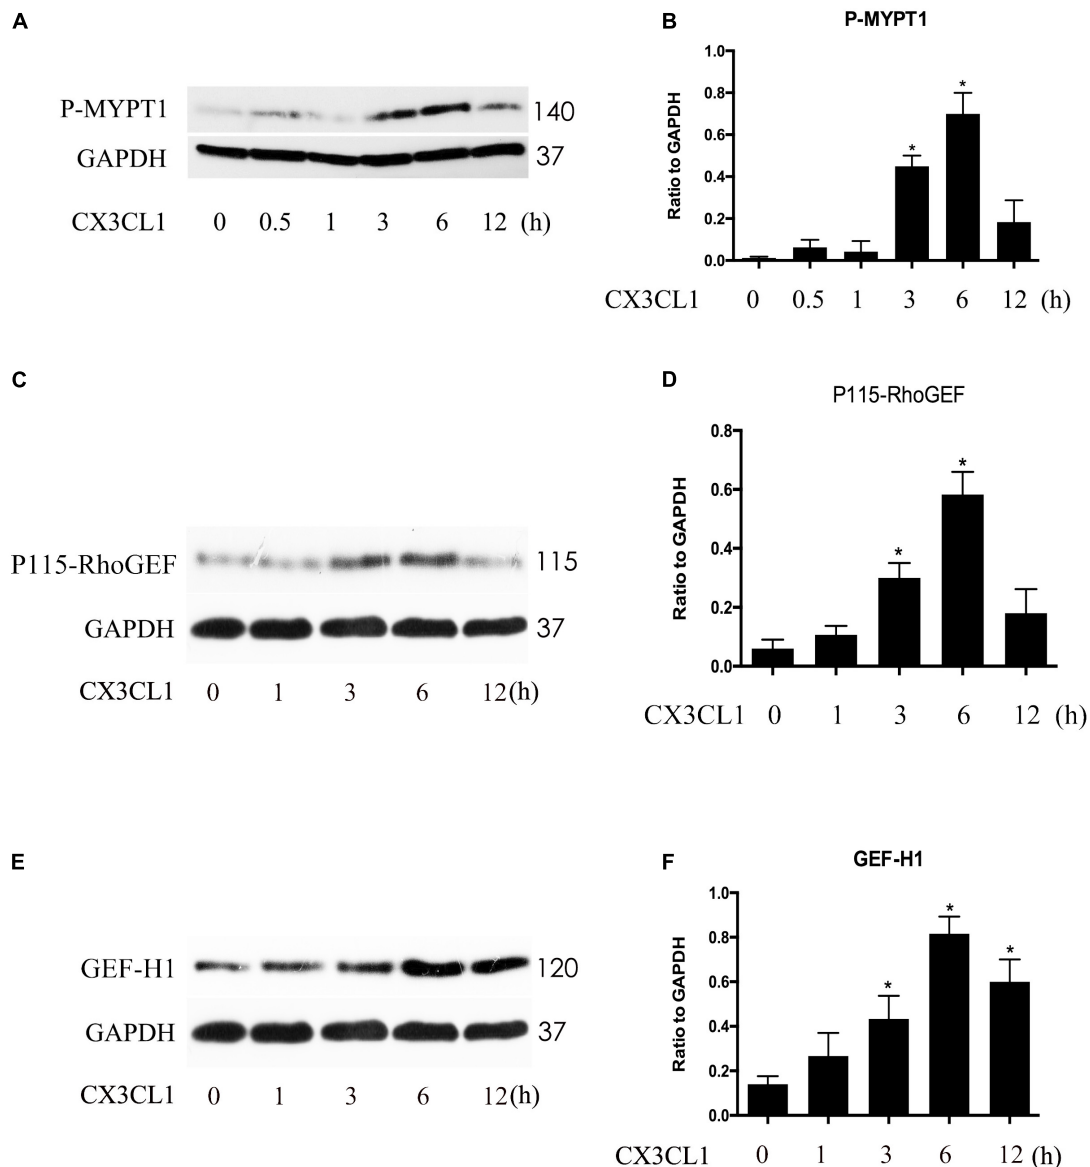 A
P-MYPT1 140
GAPDH 37
CX3CL1 0 0.5 1 3 6 12 (h)
B
P-MYPT1
Ratio to GAPDH
1.0
0.8
0.6
0.4
0.2
0.0
* *
CX3CL1 0 0.5 1 3 6 12 (h)
C
P115-RhoGEF 115
GAPDH 37
CX3CL1 0 1 3 6 12(h)
D
P115-RhoGEF
Ratio to GAPDH
0.8
0.6
0.4
0.2
0.0
* *
CX3CL1 0 1 3 6 12 (h)
E
GEF-H1 120
GAPDH 37
CX3CL1 0 1 3 6 12(h)
F
GEF-H1
Ratio to GAPDH
1.0
0.8
0.6
0.4
0.2
0.0
* * *
CX3CL1 0 1 3 6 12 (h)